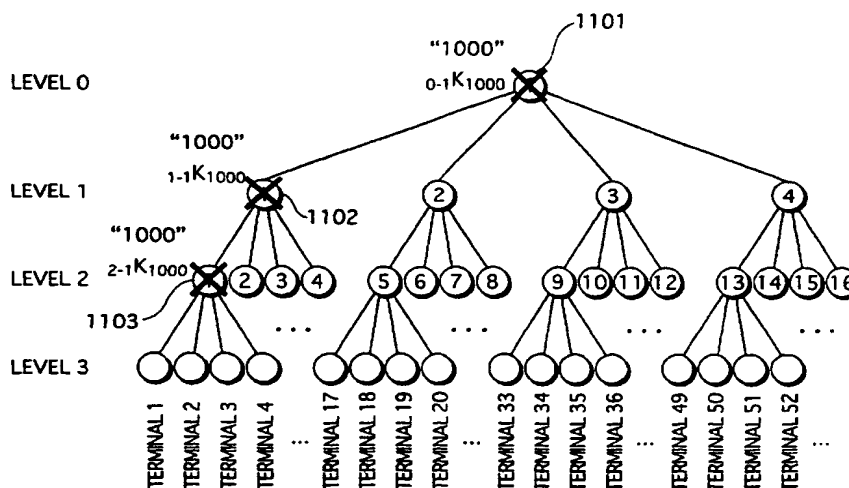 1101
"1000"
LEVEL 0
0-1K1000
"1000"
1-1K1000
LEVEL 1
2
3
4
1102
"1000"
2-1K1000
LEVEL 2
2 3 4 5 6 7 8 9 10 11 12 13 14 15 16
1103
... ... ... ...
LEVEL 3
TERMINAL 1
TERMINAL 2
TERMINAL 3
TERMINAL 4
...
TERMINAL 17
TERMINAL 18
TERMINAL 19
TERMINAL 20
...
TERMINAL 33
TERMINAL 34
TERMINAL 35
TERMINAL 36
...
TERMINAL 49
TERMINAL 50
TERMINAL 51
TERMINAL 52
...